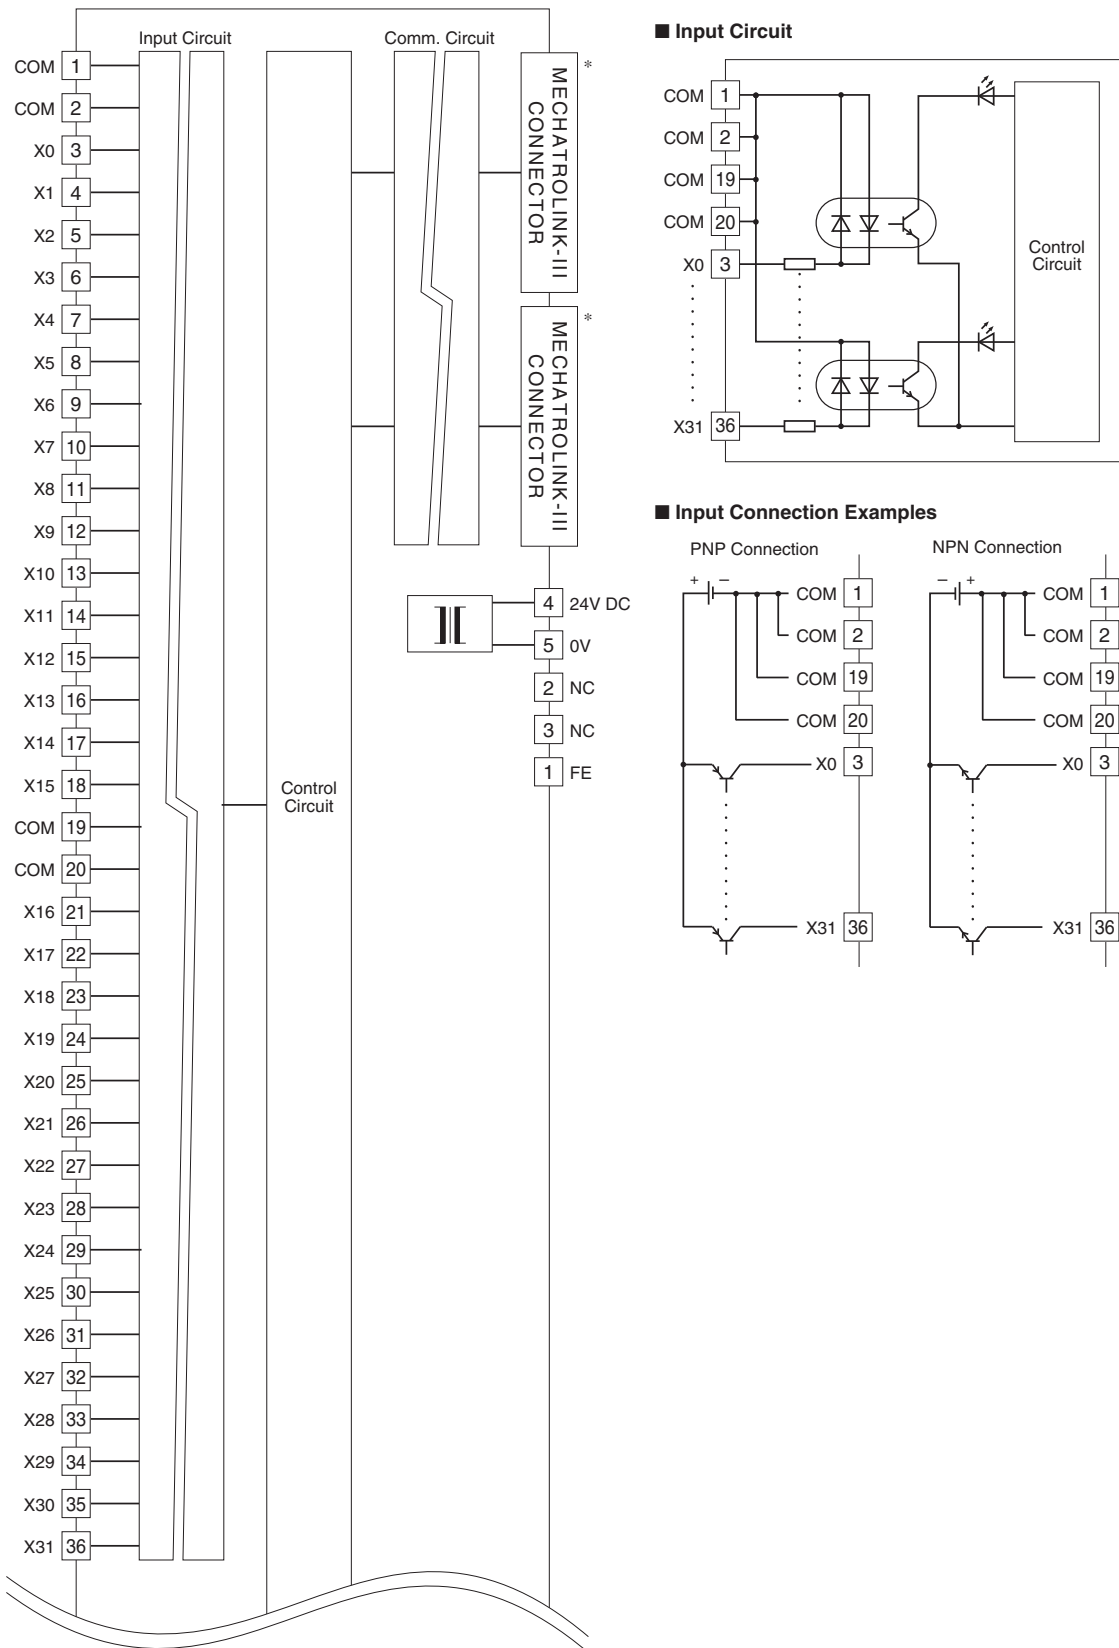 Input Circuit
Comm. Circuit
COM 1
COM 2
X0 3
X1 4
X2 5
X3 6
X4 7
X5 8
X6 9
X7 10
X8 11
X9 12
X10 13
X11 14
X12 15
X13 16
X14 17
X15 18
COM 19
COM 20
X16 21
X17 22
X18 23
X19 24
X20 25
X21 26
X22 27
X23 28
X24 29
X25 30
X26 31
X27 32
X28 33
X29 34
X30 35
X31 36
Control
Circuit
MECHATROLINK-III
CONNECTOR
*
MECHATROLINK-III
CONNECTOR
*
4 24V DC
5 0V
2 NC
3 NC
1 FE
■ Input Circuit
COM 1
COM 2
COM 19
COM 20
X0 3
X31 36
Control
Circuit
■ Input Connection Examples
PNP Connection
+ −
COM 1
COM 2
COM 19
COM 20
X0 3
X31 36
NPN Connection
− +
COM 1
COM 2
COM 19
COM 20
X0 3
X31 36